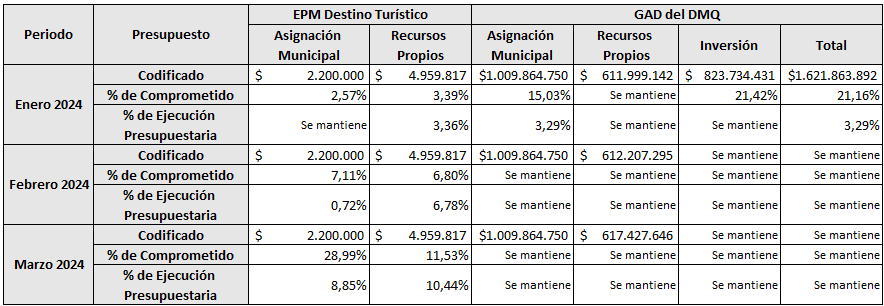 Periodo Presupuesto EPM Destino Turístico GAD del DMQ
Asignación Municipal Recursos Propios Asignación Municipal Recursos Propios Inversión Total
Enero 2024 Codificado $ 2.200.000 $ 4.959.817 $1.009.864.750 $ 611.999.142 $ 823.734.431 $1.621.863.892
% de Comprometido 2,57% 3,39% 15,03% Se mantiene 21,42% 21,16%
% de Ejecución Presupuestaria Se mantiene 3,36% 3,29% Se mantiene Se mantiene 3,29%
Febrero 2024 Codificado $ 2.200.000 $ 4.959.817 $1.009.864.750 $ 612.207.295 Se mantiene Se mantiene
% de Comprometido 7,11% 6,80% Se mantiene Se mantiene Se mantiene Se mantiene
% de Ejecución Presupuestaria 0,72% 6,78% Se mantiene Se mantiene Se mantiene Se mantiene
Marzo 2024 Codificado $ 2.200.000 $ 4.959.817 $1.009.864.750 $ 617.427.646 Se mantiene Se mantiene
% de Comprometido 28,99% 11,53% Se mantiene Se mantiene Se mantiene Se mantiene
% de Ejecución Presupuestaria 8,85% 10,44% Se mantiene Se mantiene Se mantiene Se mantiene